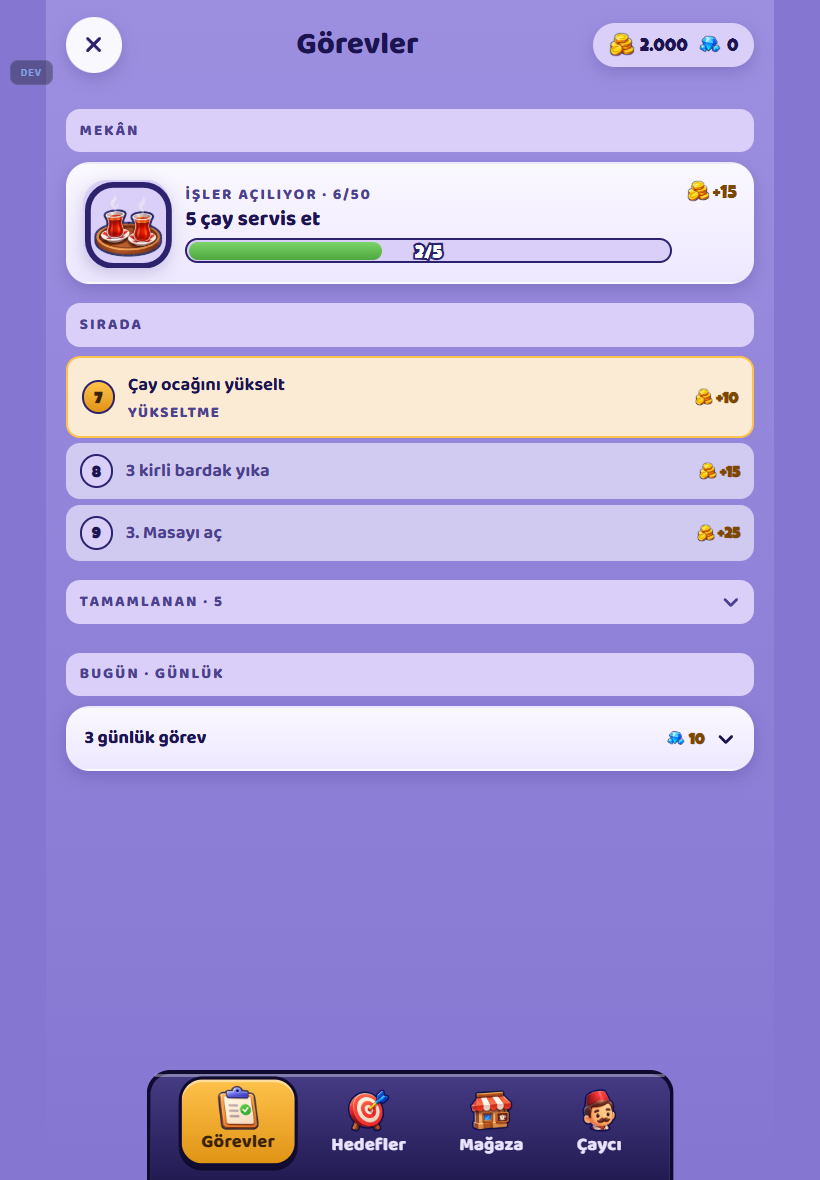 Görevler
2.000
0
DEV
MEKÂN
İŞLER AÇILIYOR · 6/50
+15
5 çay servis et
2/5
SIRADA
7
Çay ocağını yükselt
YÜKSELTME
+10
8
3 kirli bardak yıka
+15
9
3. Masayı aç
+25
TAMAMLANAN · 5
BUGÜN · GÜNLÜK
3 günlük görev
10
Görevler
Hedefler
Mağaza
Çaycı